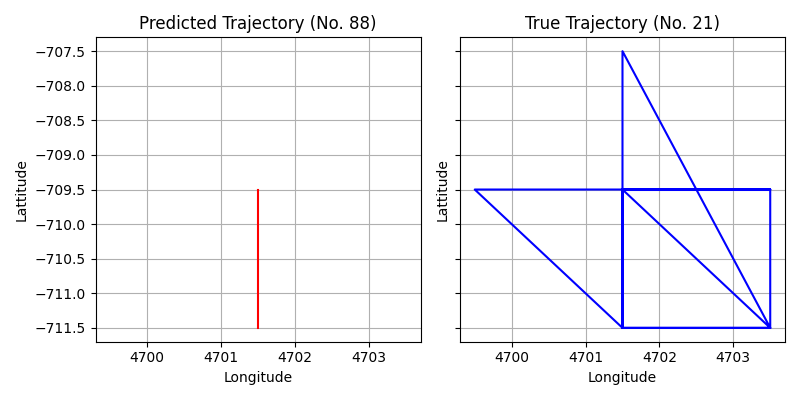 Predicted Trajectory (No. 88)
True Trajectory (No. 21)
Lattitude
−707.5
−708.0
−708.5
−709.0
−709.5
−710.0
−710.5
−711.0
−711.5
4700 4701 4702 4703
Longitude
Lattitude
4700 4701 4702 4703
Longitude